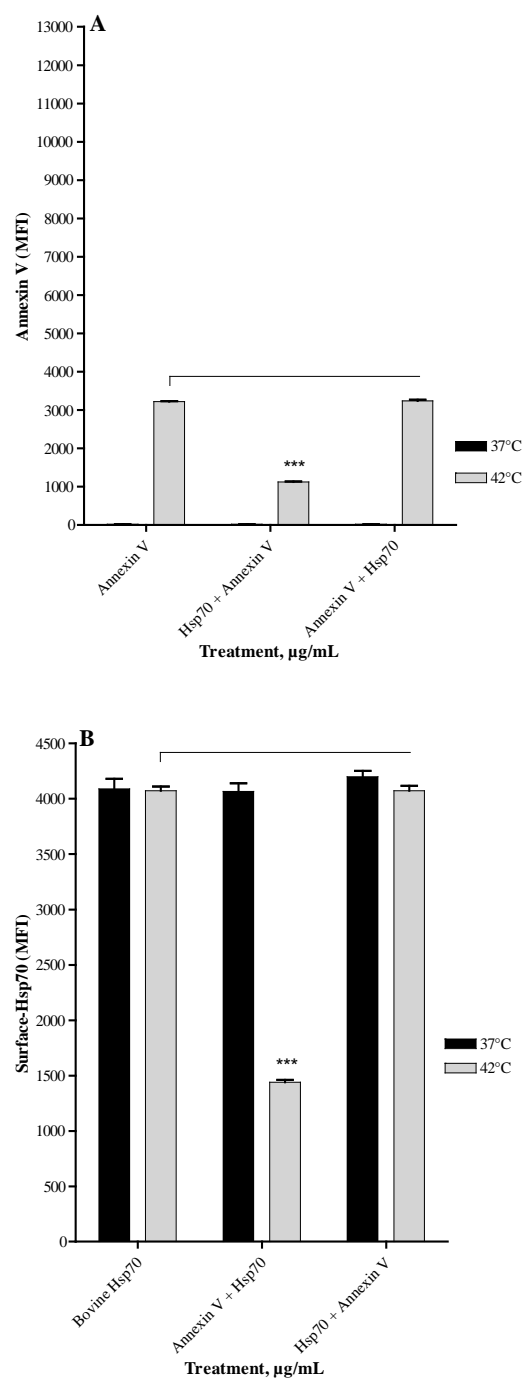 A
13000
12000
11000
10000
9000
8000
7000
6000
5000
4000
3000
2000
1000
0
Annexin V (MFI)
***
37°C
42°C
Annexin V
Hsp70 + Annexin V
Annexin V + Hsp70
Treatment, µg/mL
B
4500
4000
3500
3000
2500
2000
1500
1000
500
0
Surface-Hsp70 (MFI)
***
37°C
42°C
Bovine Hsp70
Annexin V + Hsp70
Hsp70 + Annexin V
Treatment, µg/mL